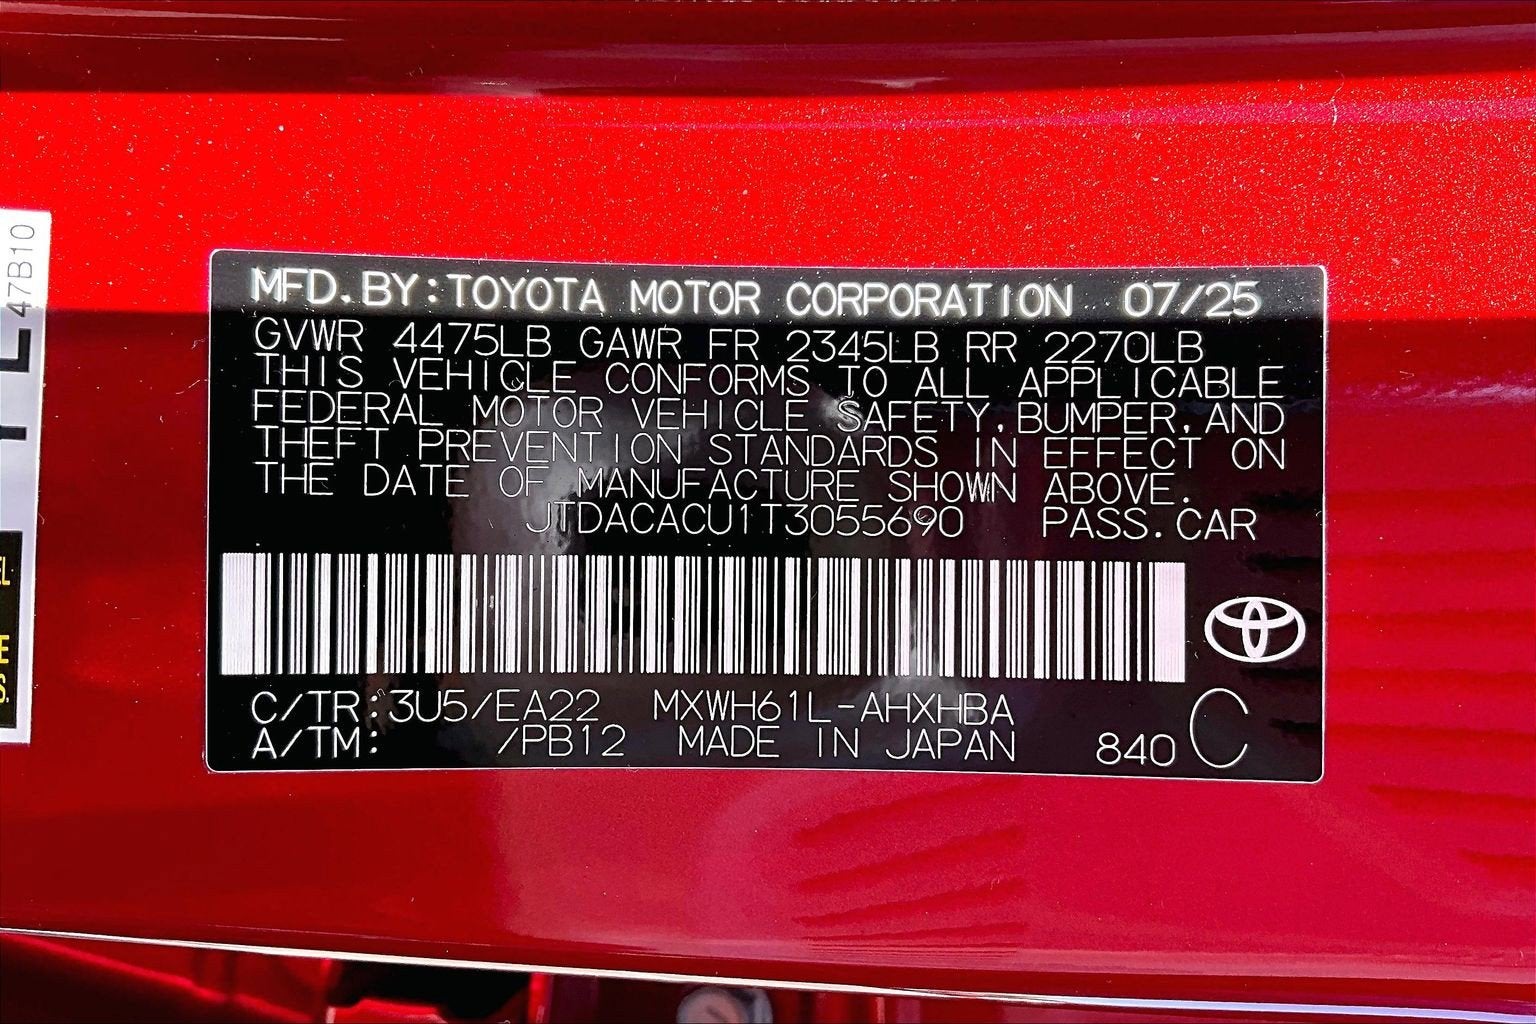 MFD. BY: TOYOTA MOTOR CORPORATION 07/25
GVWR 4475LB GAWR FR 2345LB RR 2270LB
THIS VEHICLE CONFORMS TO ALL APPLICABLE
FEDERAL MOTOR VEHICLE SAFETY, BUMPER, AND
THEFT PREVENTION STANDARDS IN EFFECT ON
THE DATE OF MANUFACTURE SHOWN ABOVE.
JTDACACU1T3055690 PASS. CAR
C/TR: 3U5/EA22 MXWH61L-AHXHBA
A/TM: /PB12 MADE IN JAPAN 840 C
47B10